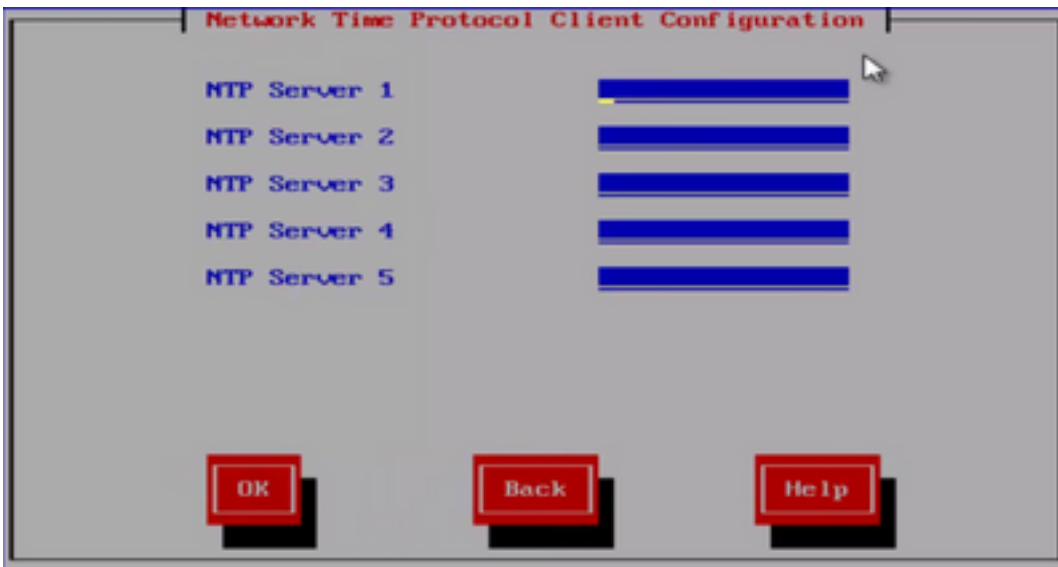 Network Time Protocol Client Configuration
NTP Server 1
NTP Server 2
NTP Server 3
NTP Server 4
NTP Server 5
OK Back Help